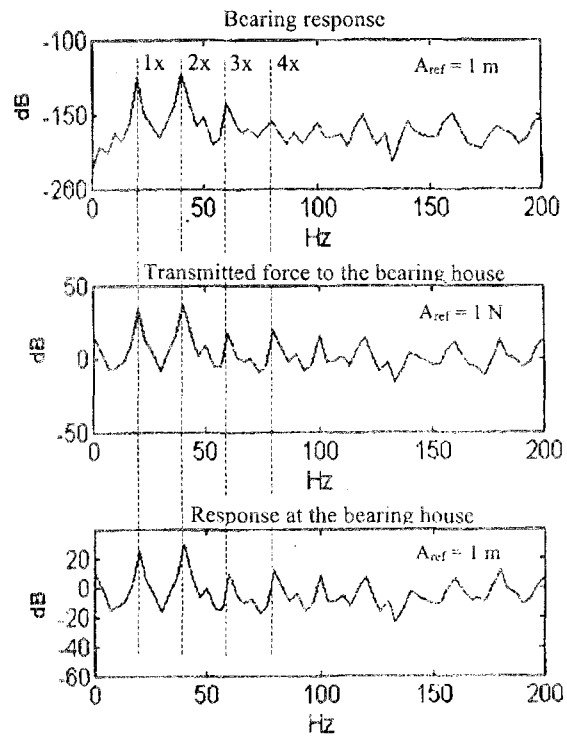 Bearing response
-100
1x 2x 3x 4x
A_ref = 1 m
dB
-150
-200
0 50 100 150 200
Hz
Transmitted force to the bearing house
50
A_ref = 1 N
dB
0
-50
0 50 100 150 200
Hz
Response at the bearing house
A_ref = 1 m
20
0
dB
-20
-40
-60
0 50 100 150 200
Hz